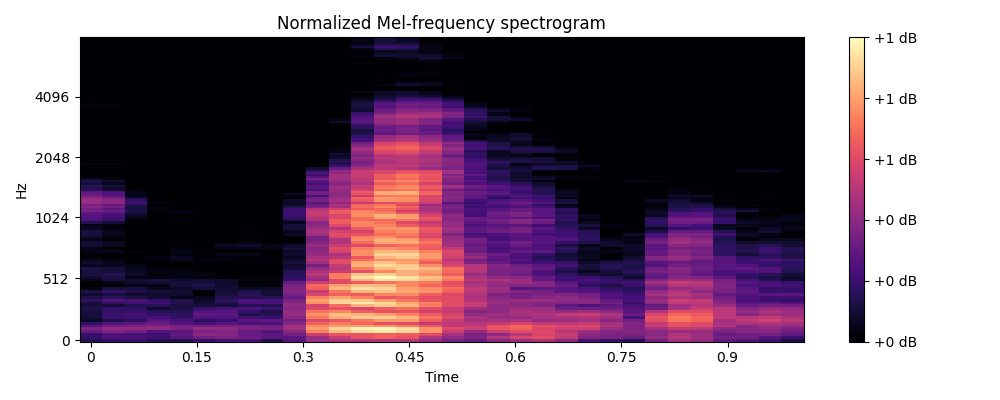 Normalized Mel-frequency spectrogram
Hz
4096
2048
1024
512
0
0 0.15 0.3 0.45 0.6 0.75 0.9
Time
+1 dB
+1 dB
+1 dB
+0 dB
+0 dB
+0 dB